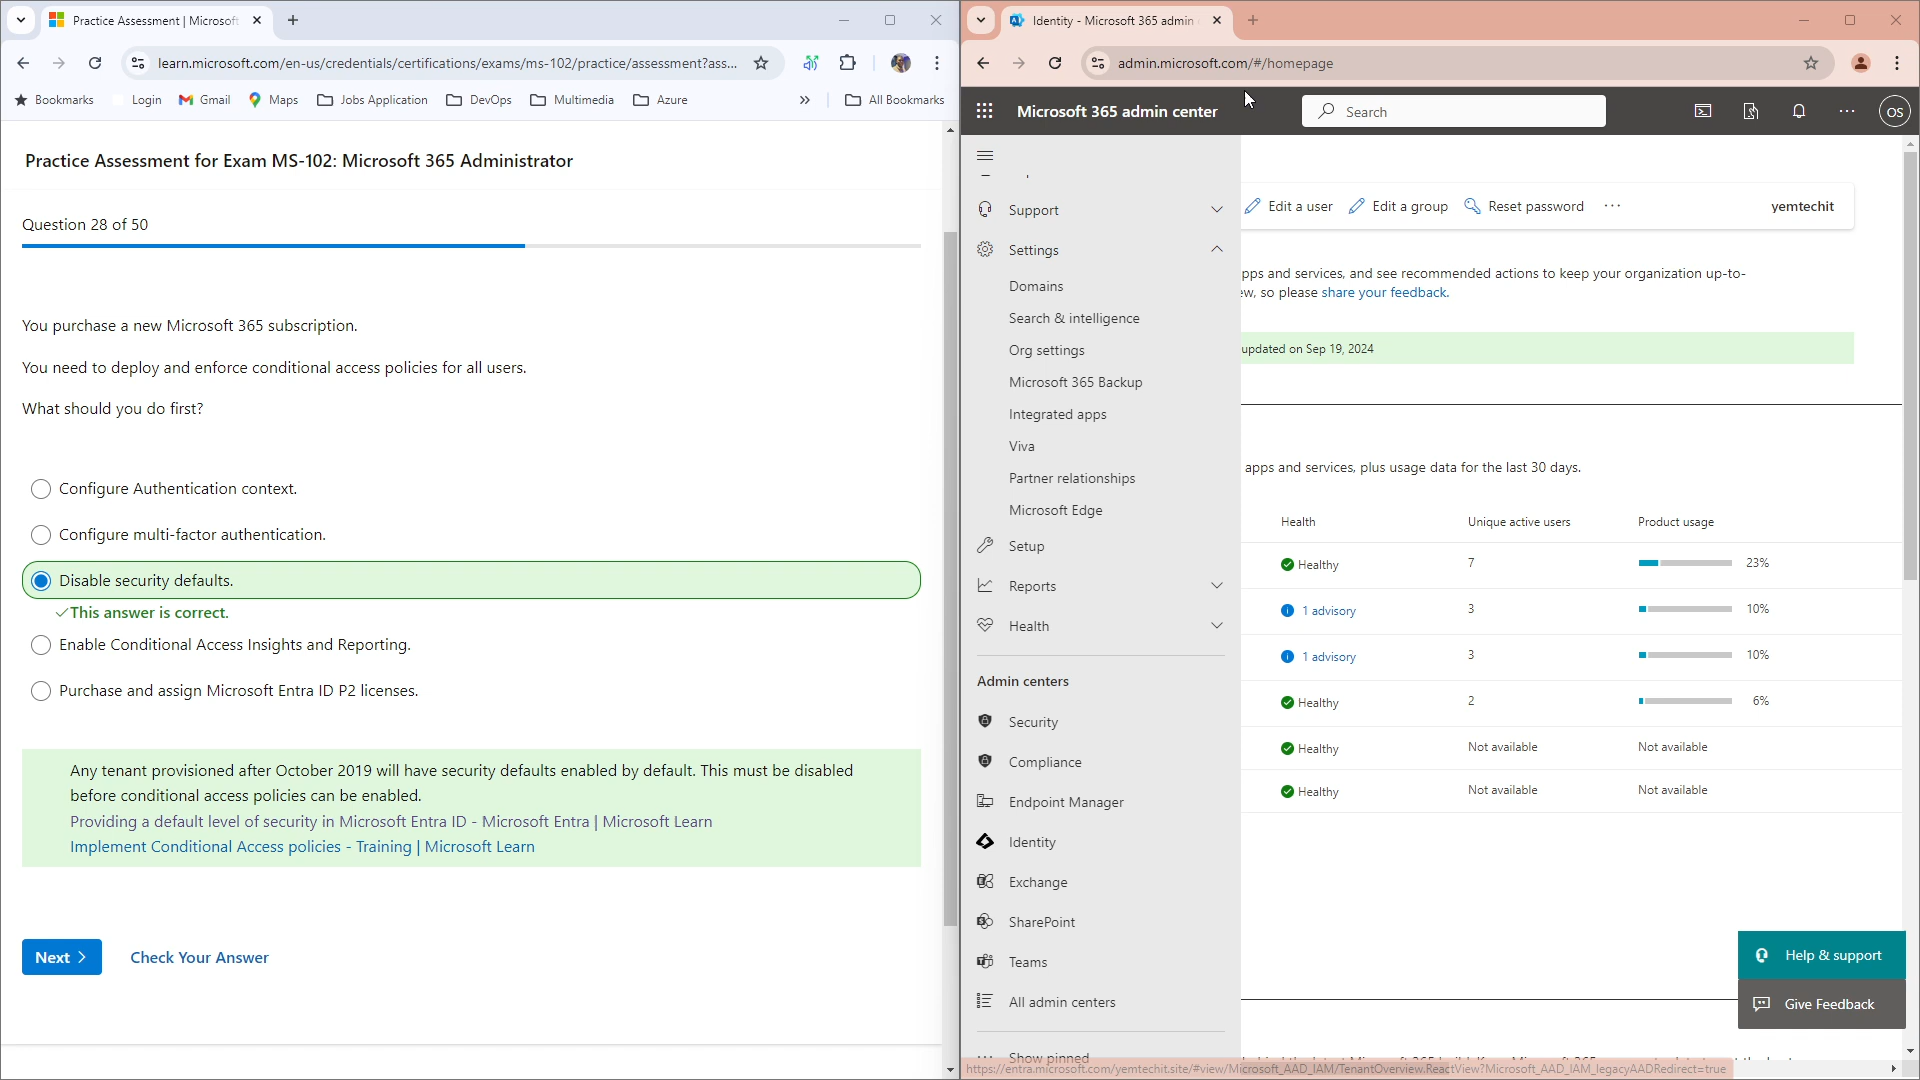 Practice Assessment | Microsoft
learn.microsoft.com/en-us/credentials/certifications/exams/ms-102/practice/assessment?ass...
Bookmarks
Login
Gmail
Maps
Jobs Application
DevOps
Multimedia
Azure
»
All Bookmarks
Practice Assessment for Exam MS-102: Microsoft 365 Administrator
Question 28 of 50
You purchase a new Microsoft 365 subscription.
You need to deploy and enforce conditional access policies for all users.
What should you do first?
Configure Authentication context.
Configure multi-factor authentication.
Disable security defaults.
This answer is correct.
Enable Conditional Access Insights and Reporting.
Purchase and assign Microsoft Entra ID P2 licenses.
Any tenant provisioned after October 2019 will have security defaults enabled by default. This must be disabled
before conditional access policies can be enabled.
Providing a default level of security in Microsoft Entra ID - Microsoft Entra | Microsoft Learn
Implement Conditional Access policies - Training | Microsoft Learn
Next
Check Your Answer
Identity - Microsoft 365 admin
admin.microsoft.com/#/homepage
Microsoft 365 admin center
Search
OS
Support
Settings
Domains
Search & intelligence
Org settings
Microsoft 365 Backup
Integrated apps
Viva
Partner relationships
Microsoft Edge
Setup
Reports
Health
Admin centers
Security
Compliance
Endpoint Manager
Identity
Exchange
SharePoint
Teams
All admin centers
Show pinned
Edit a user
Edit a group
Reset password
yemtechit
pps and services, and see recommended actions to keep your organization up-to-
ew, so please share your feedback.
updated on Sep 19, 2024
apps and services, plus usage data for the last 30 days.
Health Unique active users Product usage
Healthy 7 23%
1 advisory 3 10%
1 advisory 3 10%
Healthy 2 6%
Healthy Not available Not available
Healthy Not available Not available
Help & support
Give Feedback
https://entra.microsoft.com/yemtechit.site/#view/Microsoft_AAD_IAM/TenantOverview.ReactView?Microsoft_AAD_IAM_legacyAADRedirect=true